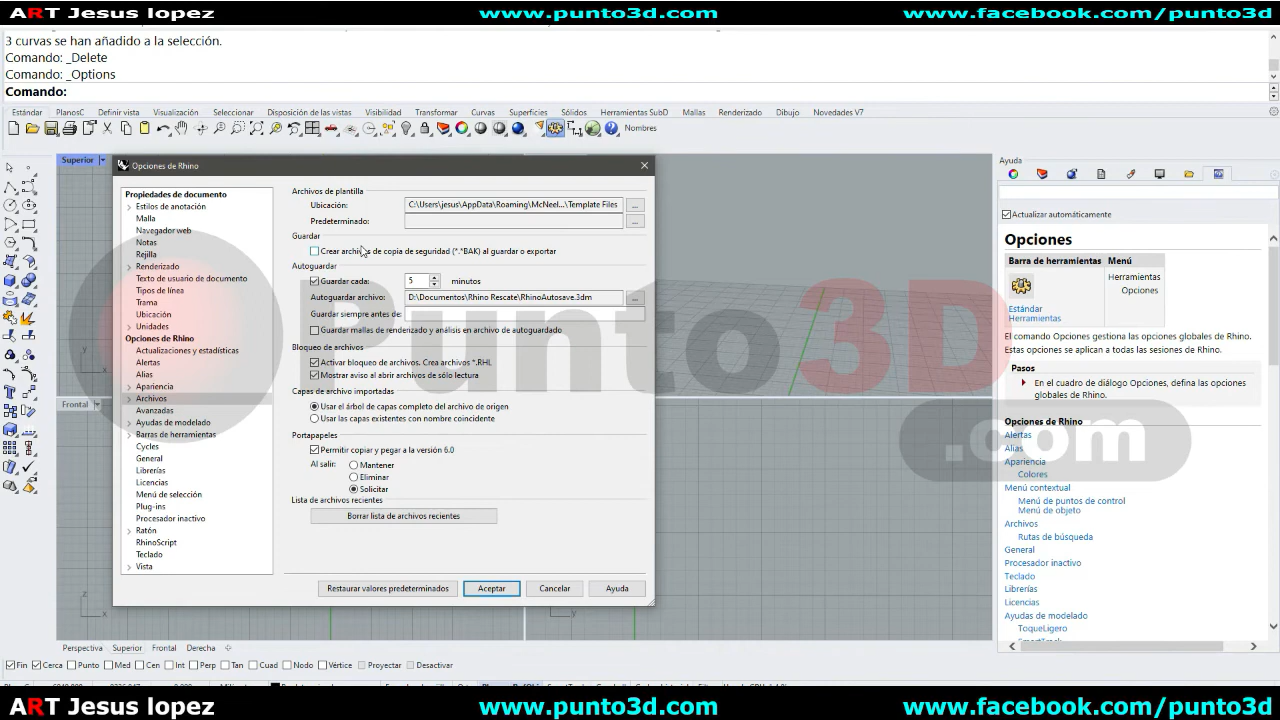 ART Jesus lopez
www.punto3d.com
www.facebook.com/punto3d
3 curvas se han añadido a la selección.
Comando: _Delete
Comando: _Options
Comando:
Estándar PlanosC Definir vista Visualización Seleccionar Disposición de las vistas Visibilidad Transformar Curvas Superficies Sólidos Herramientas SubD Mallas Renderizado Dibujo Novedades V7
Nombres
Superior
Opciones de Rhino
Propiedades de documento
Estilos de anotación
Malla
Navegador web
Notas
Rejilla
Renderizado
Texto de usuario de documento
Tipos de línea
Trama
Ubicación
Unidades
Opciones de Rhino
Actualizaciones y estadísticas
Alertas
Alias
Apariencia
Archivos
Avanzadas
Ayudas de modelado
Barras de herramientas
Cycles
General
Librerías
Licencias
Menú de selección
Plug-ins
Procesador inactivo
Ratón
RhinoScript
Teclado
Vista
Archivos de plantilla
Ubicación: C:\Users\jesus\AppData\Roaming\McNeel...\Template Files ...
Predeterminado: ...
Guardar
Crear archivos de copia de seguridad (*.*BAK) al guardar o exportar
Autoguardar
Guardar cada: 5 minutos
Autoguardar archivo: D:\Documentos\Rhino Rescate\RhinoAutosave.3dm ...
Guardar siempre antes de:
Guardar mallas de renderizado y análisis en archivo de autoguardado
Bloqueo de archivos
Activar bloqueo de archivos. Crea archivos *.RHL
Mostrar aviso al abrir archivos de sólo lectura
Capas de archivo importadas
Usar el árbol de capas completo del archivo de origen
Usar las capas existentes con nombre coincidente
Portapapeles
Permitir copiar y pegar a la versión 6.0
Al salir: Mantener
Eliminar
Solicitar
Lista de archivos recientes
Borrar lista de archivos recientes
Restaurar valores predeterminados Aceptar Cancelar Ayuda
Frontal
Punto3D
.com
Ayuda
Actualizar automáticamente
Opciones
Barra de herramientas Menú
Herramientas
Opciones
Estándar
Herramientas
El comando Opciones gestiona las opciones globales de Rhino.
Estas opciones se aplican a todas las sesiones de Rhino.
Pasos
En el cuadro de diálogo Opciones, defina las opciones
globales de Rhino.
Opciones de Rhino
Alertas
Alias
Apariencia
Colores
Menú contextual
Menú de puntos de control
Menú de objeto
Archivos
Rutas de búsqueda
General
Procesador inactivo
Teclado
Librerías
Licencias
Ayudas de modelado
ToqueLigero
Perspectiva Superior Frontal Derecha
Fin Cerca Punto Med Cen Int Perp Tan Cuad Nodo Vértice Proyectar Desactivar
ART Jesus lopez
www.punto3d.com
www.facebook.com/punto3d